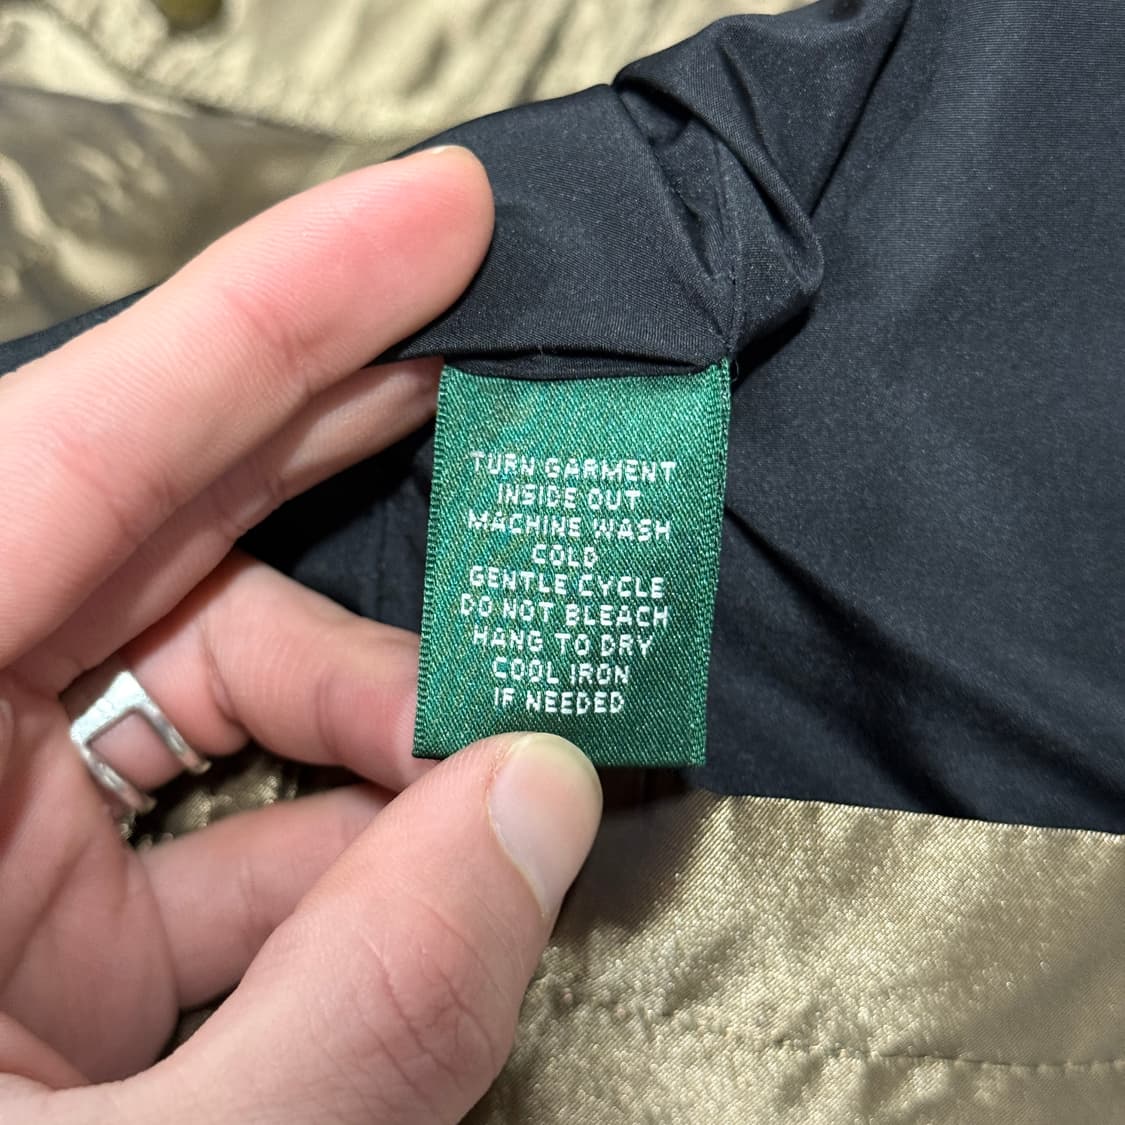 TURN GARMENT
INSIDE OUT
MACHINE WASH
COLD
GENTLE CYCLE
DO NOT BLEACH
HANG TO DRY
COOL IRON
IF NEEDED